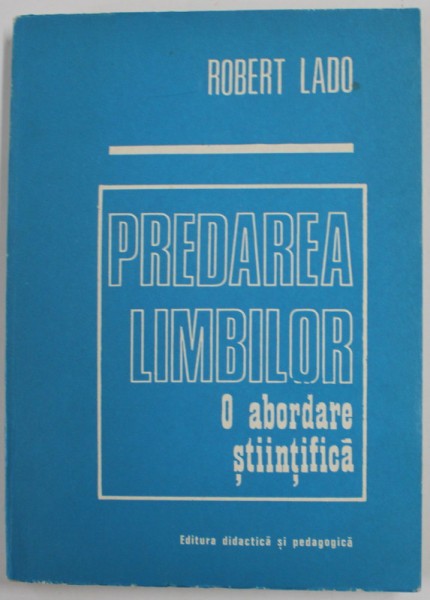 ROBERT LADO
PREDAREA
LIMBILOR
O abordare
științifică
Editura didactică și pedagogică